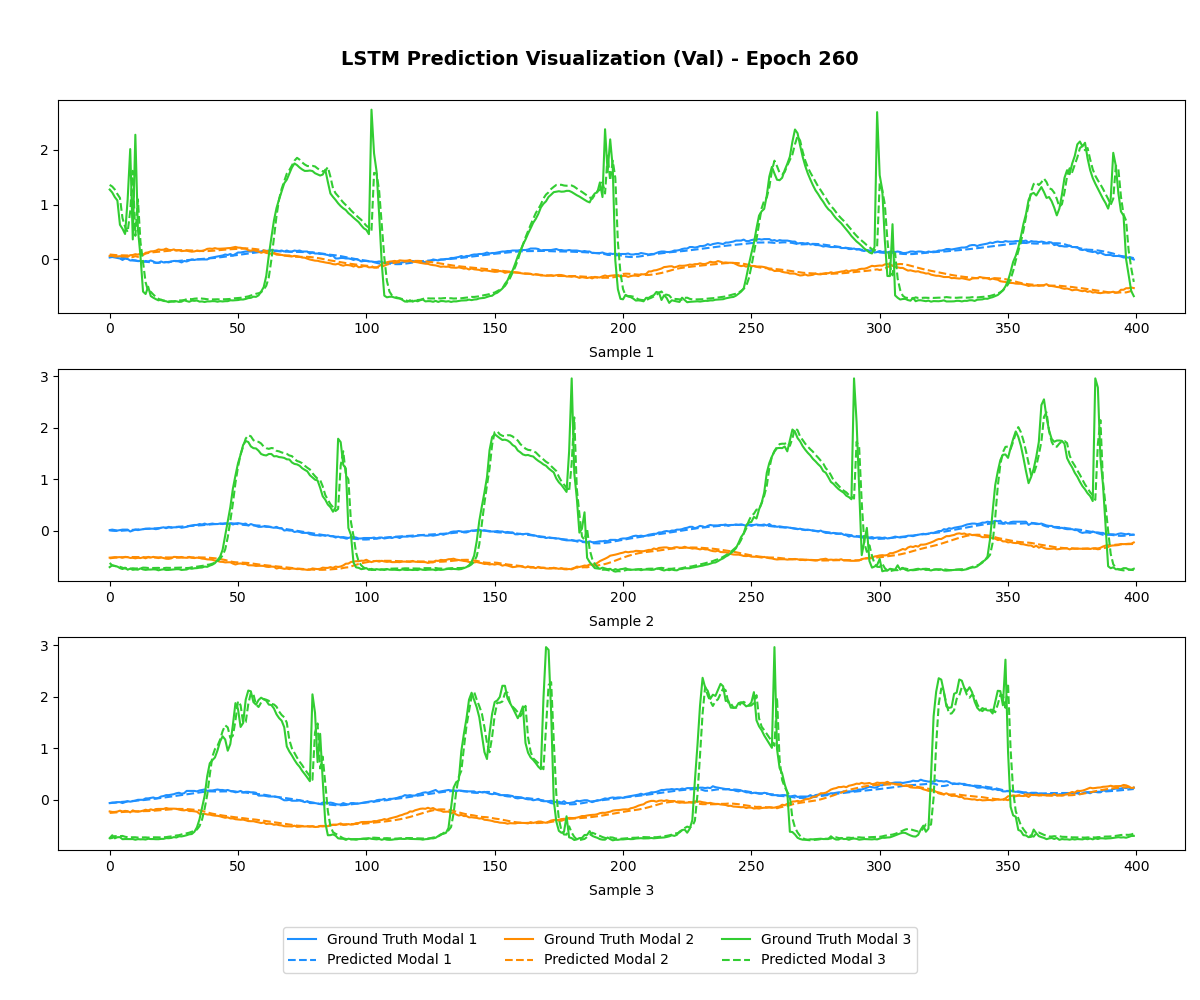 LSTM Prediction Visualization (Val) - Epoch 260
2
1
0
0 50 100 150 200 250 300 350 400
Sample 1
3
2
1
0
0 50 100 150 200 250 300 350 400
Sample 2
3
2
1
0
0 50 100 150 200 250 300 350 400
Sample 3
Ground Truth Modal 1 Ground Truth Modal 2 Ground Truth Modal 3
Predicted Modal 1 Predicted Modal 2 Predicted Modal 3